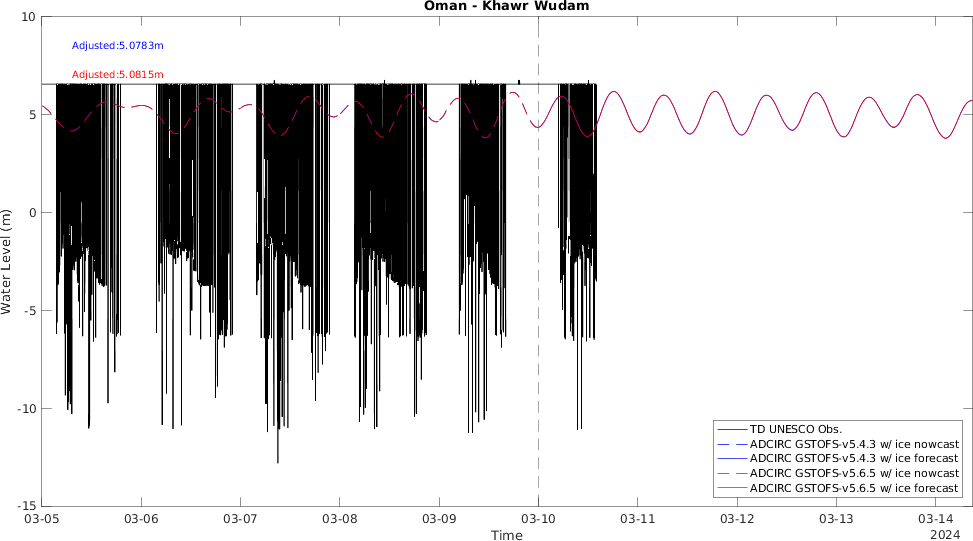 Oman - Khawr Wudam
10
5
0
-5
-10
-15
Water Level (m)
Adjusted:5.0783m
Adjusted:5.0815m
TD UNESCO Obs.
ADCIRC GSTOFS-v5.4.3 w/ ice nowcast
ADCIRC GSTOFS-v5.4.3 w/ ice forecast
ADCIRC GSTOFS-v5.6.5 w/ ice nowcast
ADCIRC GSTOFS-v5.6.5 w/ ice forecast
03-05 03-06 03-07 03-08 03-09 03-10 03-11 03-12 03-13 03-14
2024
Time